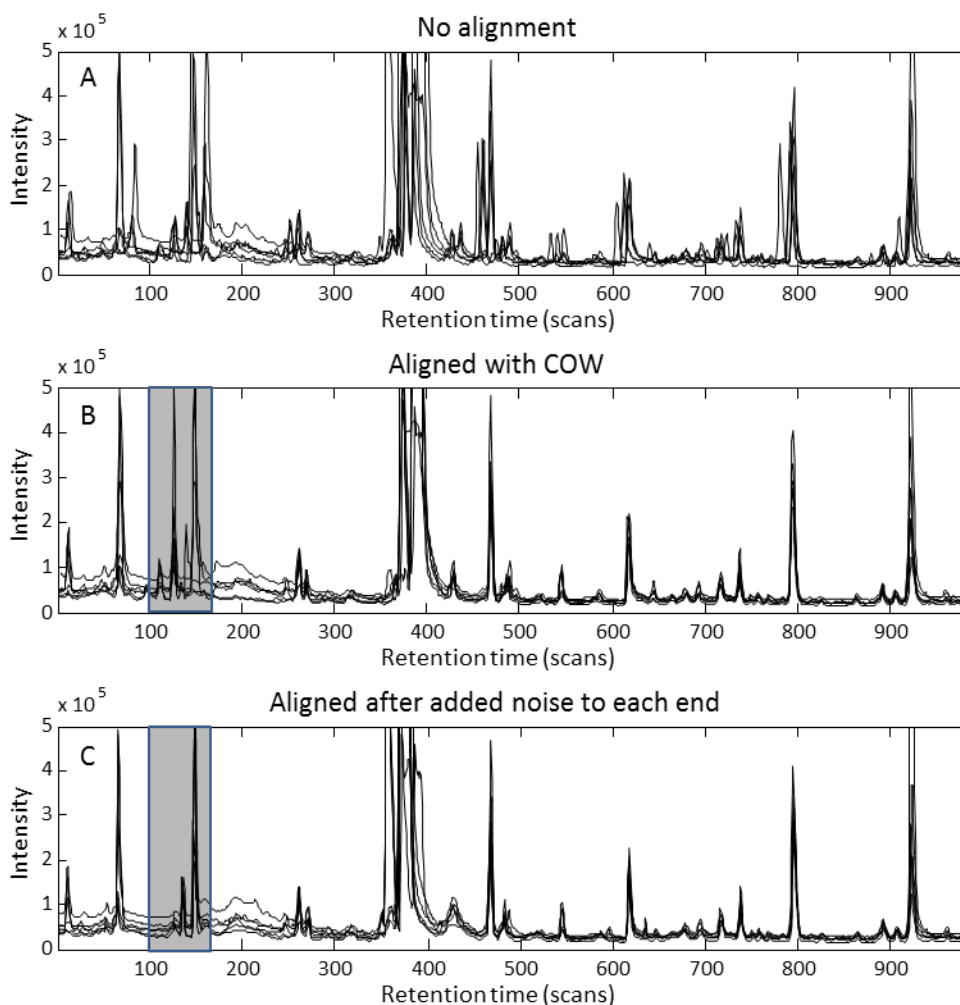 No alignment
x 10^5
A
5
4
3
2
1
0
Intensity
100 200 300 400 500 600 700 800 900
Retention time (scans)
Aligned with COW
x 10^5
B
5
4
3
2
1
0
Intensity
100 200 300 400 500 600 700 800 900
Retention time (scans)
Aligned after added noise to each end
x 10^5
C
5
4
3
2
1
0
Intensity
100 200 300 400 500 600 700 800 900
Retention time (scans)